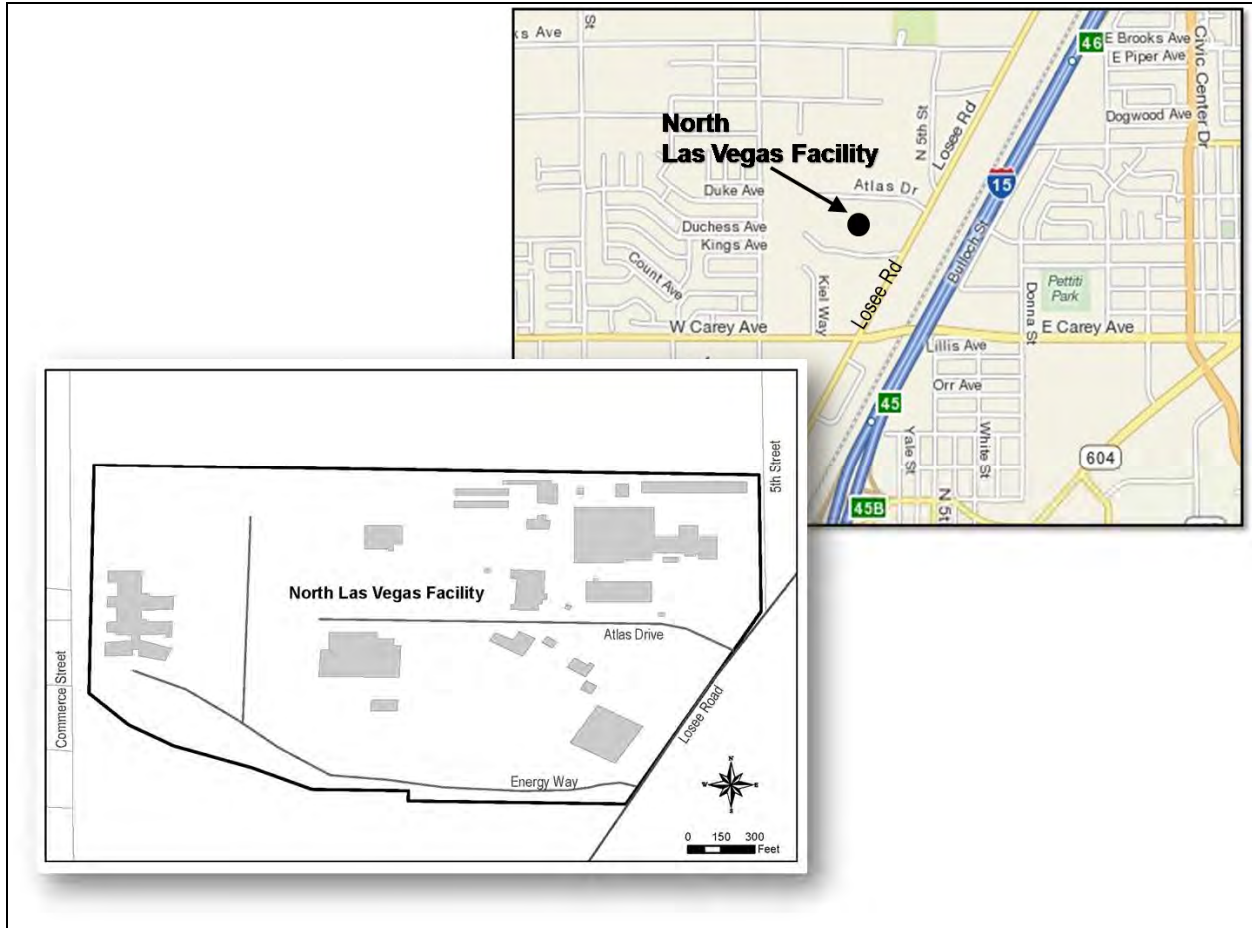 St
ks Ave
46
E Brooks Ave
E Piper Ave
Civic Center Dr
North
Las Vegas Facility
N 5th St
Losee Rd
Dogwood Ave
15
Duke Ave
Atlas Dr
Duchess Ave
Kings Ave
Count Ave
Kiel Way
Losee Rd
Bulloch St
Pettiti
Park
Donna St
W Carey Ave
E Carey Ave
Lillis Ave
Orr Ave
45
Yale St
White St
604
45B
N 5t
5th Street
North Las Vegas Facility
Atlas Drive
Commerce Street
Losee Road
Energy Way
N
W
E
S
0 150 300
Feet